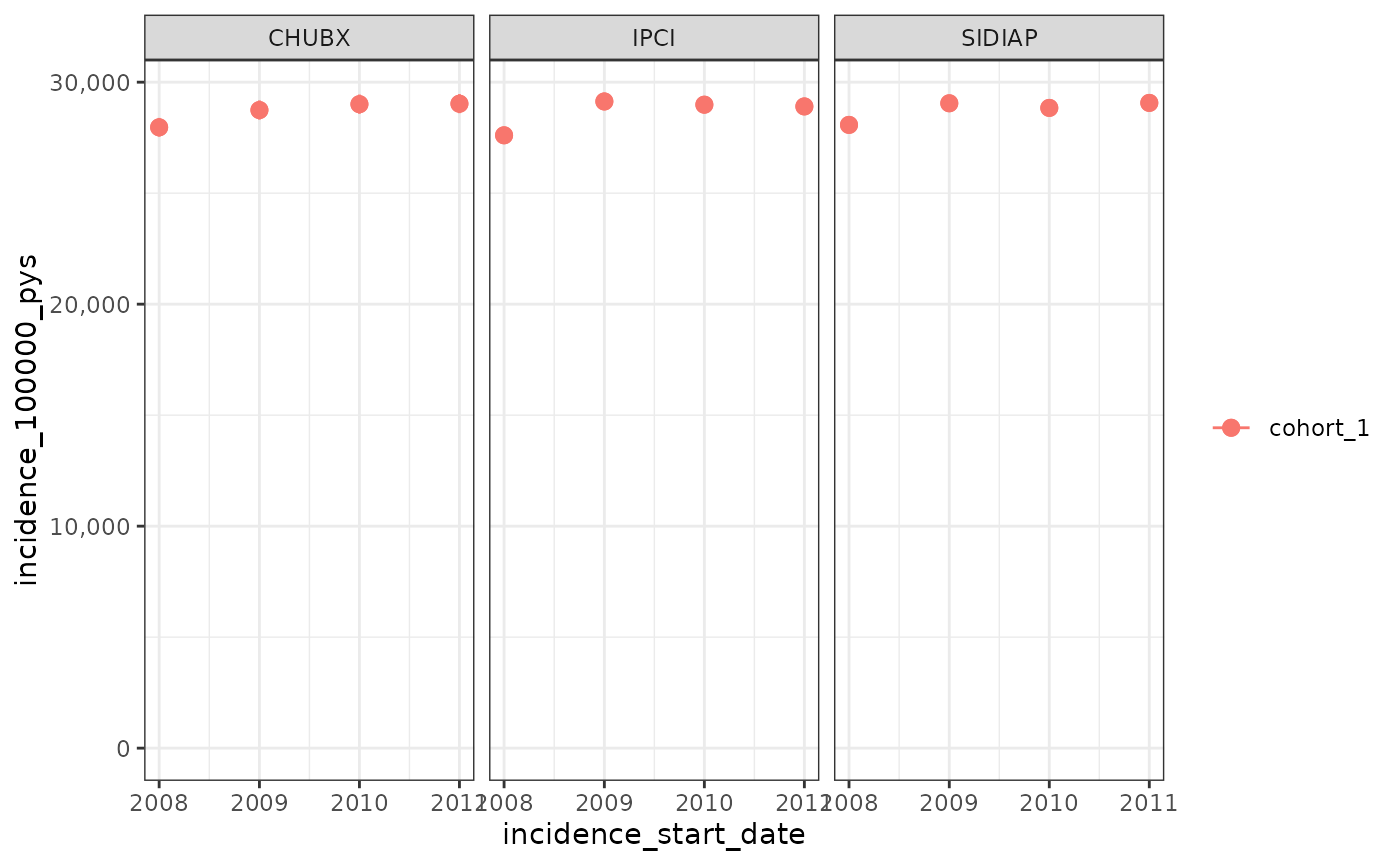 CHUBX IPCI SIDIAP
30,000
20,000
10,000
0
incidence_100000_pys
2008 2009 2010 2011 2008 2009 2010 2011 2008 2009 2010 2011
incidence_start_date
cohort_1